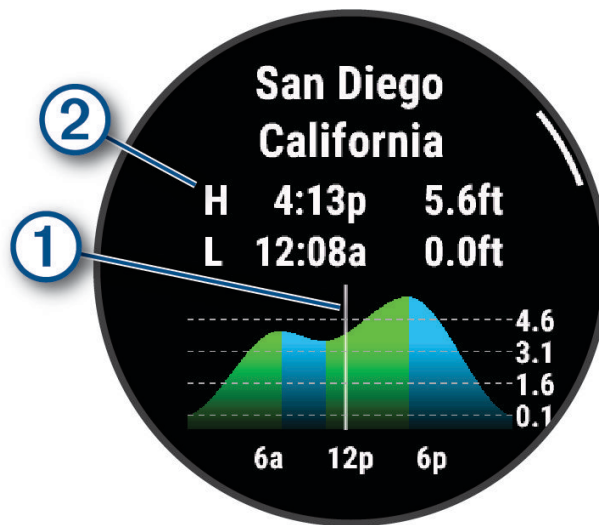 San Diego
California
2
H 4:13p 5.6ft
L 12:08a 0.0ft
1
4.6
3.1
1.6
0.1
6a 12p 6p